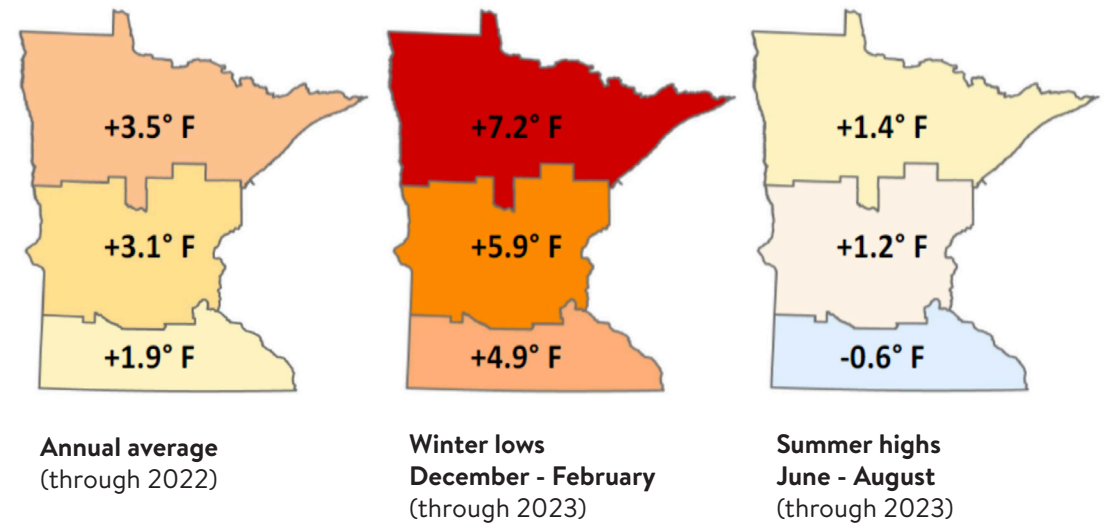 +3.5° F
+3.1° F
+1.9° F
Annual average
(through 2022)
+7.2° F
+5.9° F
+4.9° F
Winter lows
December - February
(through 2023)
+1.4° F
+1.2° F
-0.6° F
Summer highs
June - August
(through 2023)